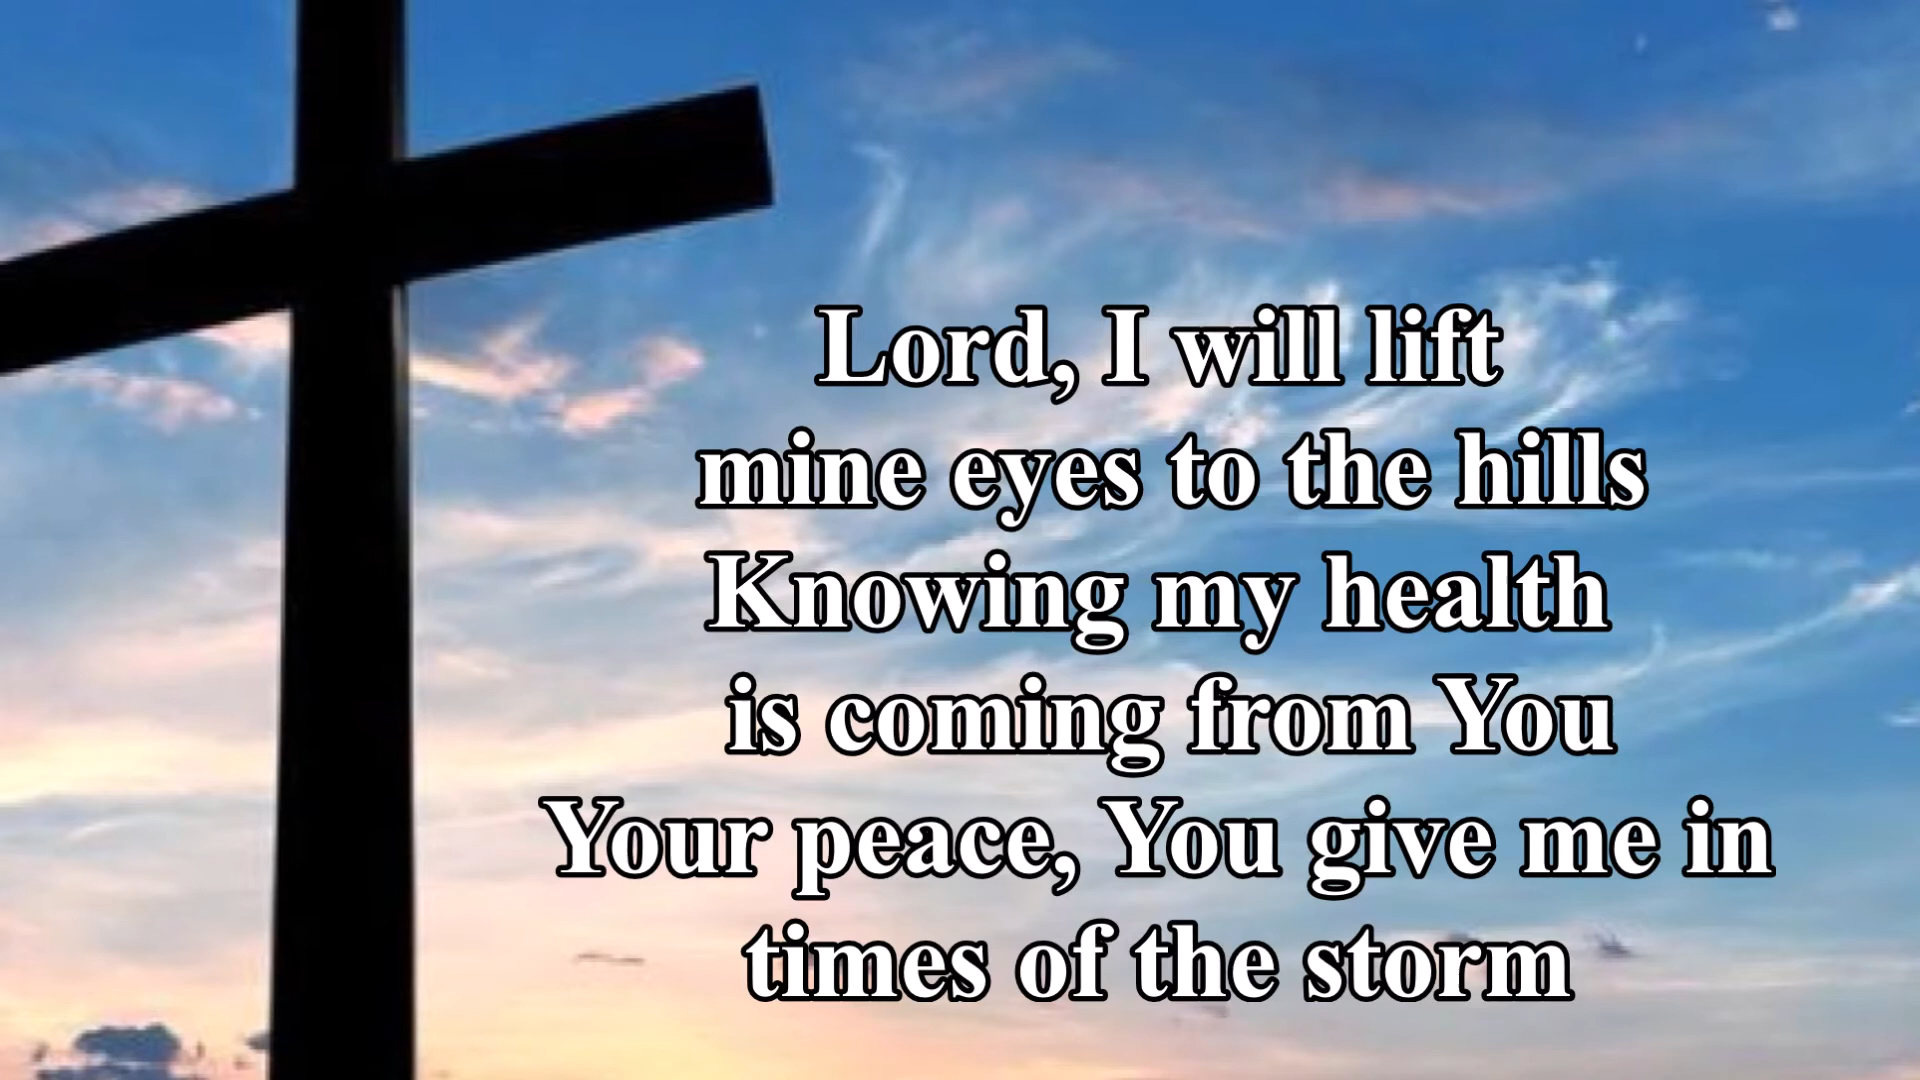 Lord, I will lift
mine eyes to the hills
Knowing my health
is coming from You
Your peace, You give me in
times of the storm